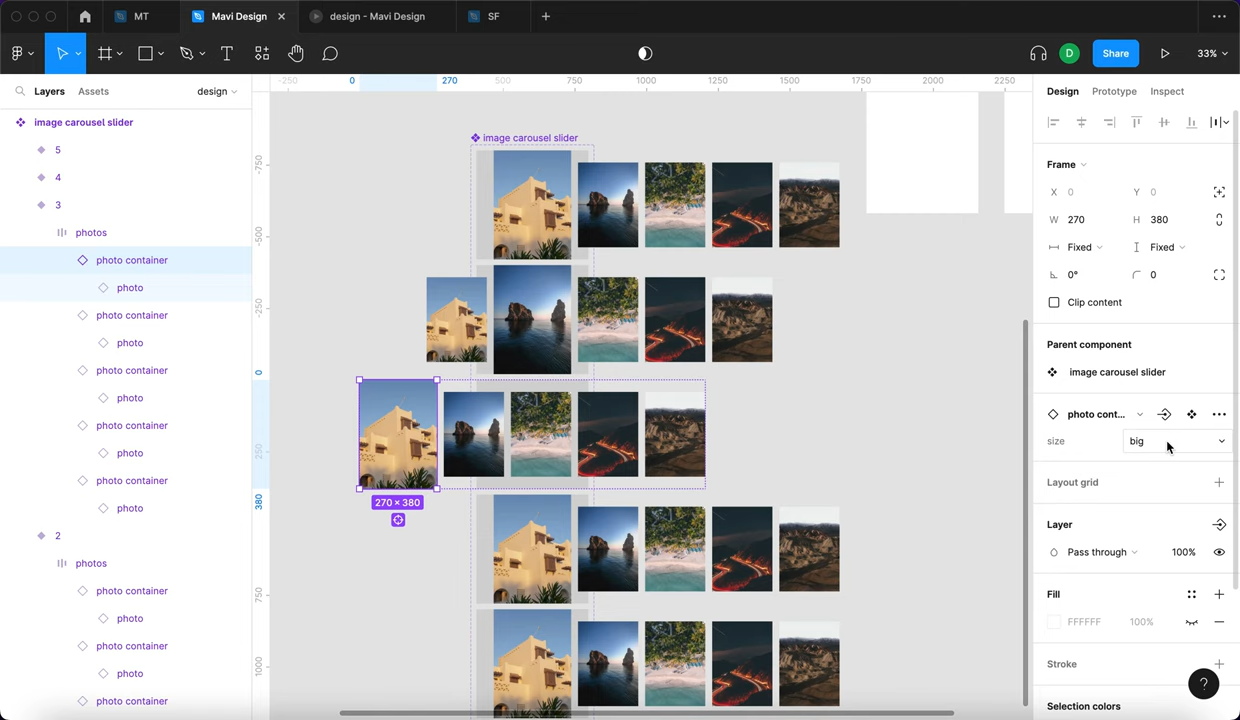 MT
Mavi Design
design - Mavi Design
SF
D
Share
33%
Layers
Assets
design
image carousel slider
5
4
3
photos
photo container
photo
photo container
photo
photo container
photo
photo container
photo
photo container
photo
2
photos
photo container
photo
photo container
photo
photo container
-250
0
270
500
750
1000
1250
1500
1750
2000
2250
-750
-500
-250
0
250
380
750
1000
image carousel slider
270 × 380
Design
Prototype
Inspect
Frame
X 0
Y 0
W 270
H 380
Fixed
Fixed
0°
0
Clip content
Parent component
image carousel slider
photo cont...
size
big
Layout grid
Layer
Pass through
100%
Fill
FFFFFF
100%
Stroke
Selection colors
?